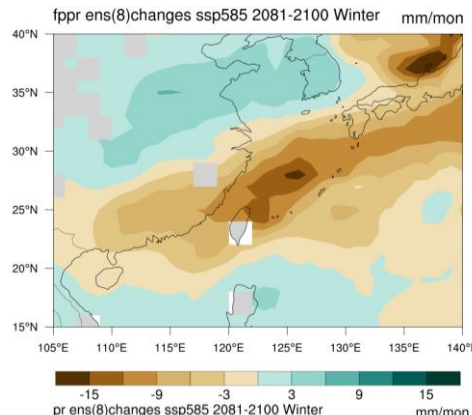 fppr ens(8)changes ssp585 2081-2100 Winter mm/mon
40°N
35°N
30°N
25°N
20°N
15°N
105°E 110°E 115°E 120°E 125°E 130°E 135°E 140°E
-15 -9 -3 3 9 15
pr ens(8)changes ssp585 2081-2100 Winter mm/mon